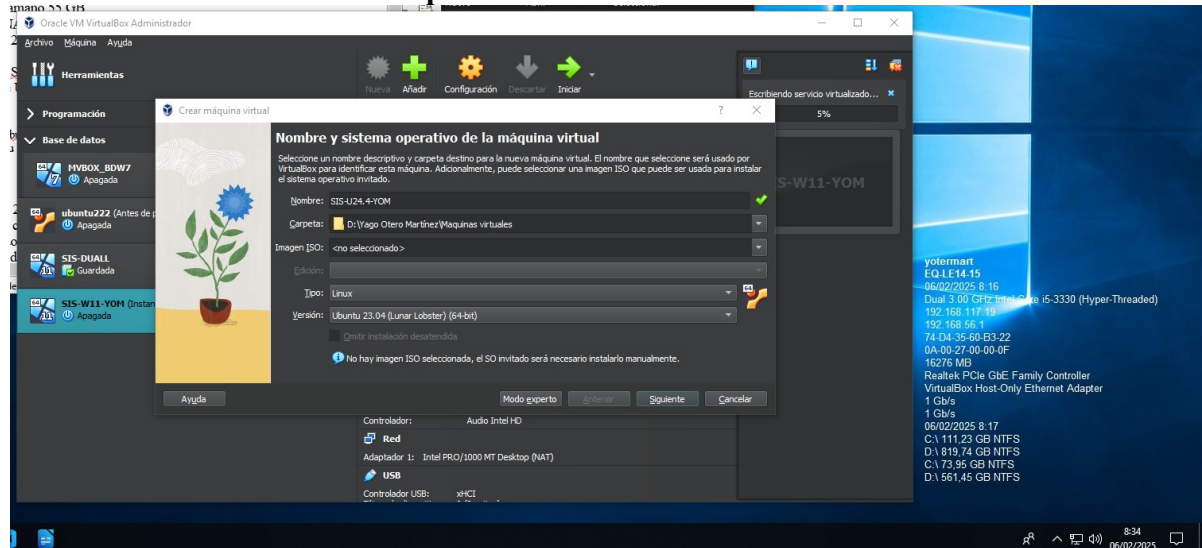 amaño 55 GB
Oracle VM VirtualBox Administrador
Archivo Máquina Ayuda
Herramientas
Nueva Añadir Configuración Descartar Iniciar
Escribiendo servicio virtualizado...
5%
Programación
Base de datos
MVBOX_BDW7
Apagada
ubuntu222 (Antes de p
Apagada
SIS-DUALL
Guardada
SIS-W11-YOM (Instan
Apagada
S-W11-YOM
Crear máquina virtual
Nombre y sistema operativo de la máquina virtual
Seleccione un nombre descriptivo y carpeta destino para la nueva máquina virtual. El nombre que seleccione será usado por
VirtualBox para identificar esta máquina. Adicionalmente, puede seleccionar una imagen ISO que puede ser usada para instalar
el sistema operativo invitado.
Nombre: SIS-U24.4-YOM
Carpeta: D:\Yago Otero Martínez\Maquinas virtuales
Imagen ISO: <no seleccionado>
Edición:
Tipo: Linux
Versión: Ubuntu 23.04 (Lunar Lobster) (64-bit)
Omitir instalación desatendida
No hay imagen ISO seleccionada, el SO invitado será necesario instalarlo manualmente.
Ayuda Modo experto Anterior Siguiente Cancelar
Controlador: Audio Intel HD
Red
Adaptador 1: Intel PRO/1000 MT Desktop (NAT)
USB
Controlador USB: xHCI
yotermart
EQ-LE14-15
06/02/2025 8:16
Dual 3.00 GHz Intel Core i5-3330 (Hyper-Threaded)
192.168.117.19
192.168.56.1
74-D4-35-60-B3-22
0A-00-27-00-00-0F
16276 MB
Realtek PCIe GbE Family Controller
VirtualBox Host-Only Ethernet Adapter
1 Gb/s
1 Gb/s
06/02/2025 8:17
C:\ 111,23 GB NTFS
D:\ 819,74 GB NTFS
C:\ 73,95 GB NTFS
D:\ 561,45 GB NTFS
8:34
06/02/2025